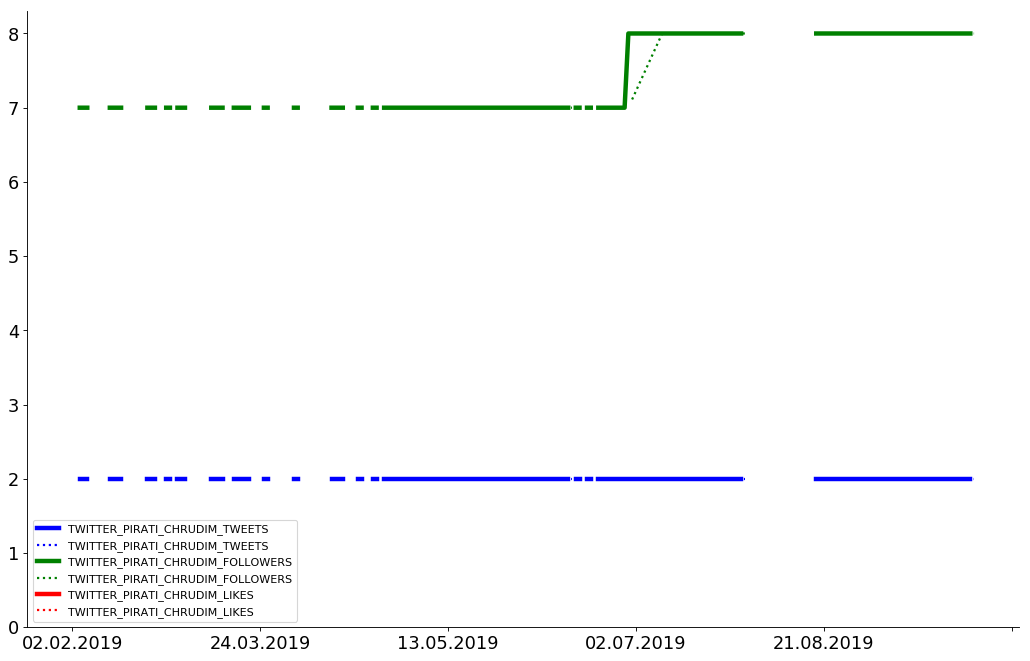 8
7
6
5
4
3
2
1
0
TWITTER_PIRATI_CHRUDIM_TWEETS
TWITTER_PIRATI_CHRUDIM_TWEETS
TWITTER_PIRATI_CHRUDIM_FOLLOWERS
TWITTER_PIRATI_CHRUDIM_FOLLOWERS
TWITTER_PIRATI_CHRUDIM_LIKES
TWITTER_PIRATI_CHRUDIM_LIKES
02.02.2019 24.03.2019 13.05.2019 02.07.2019 21.08.2019